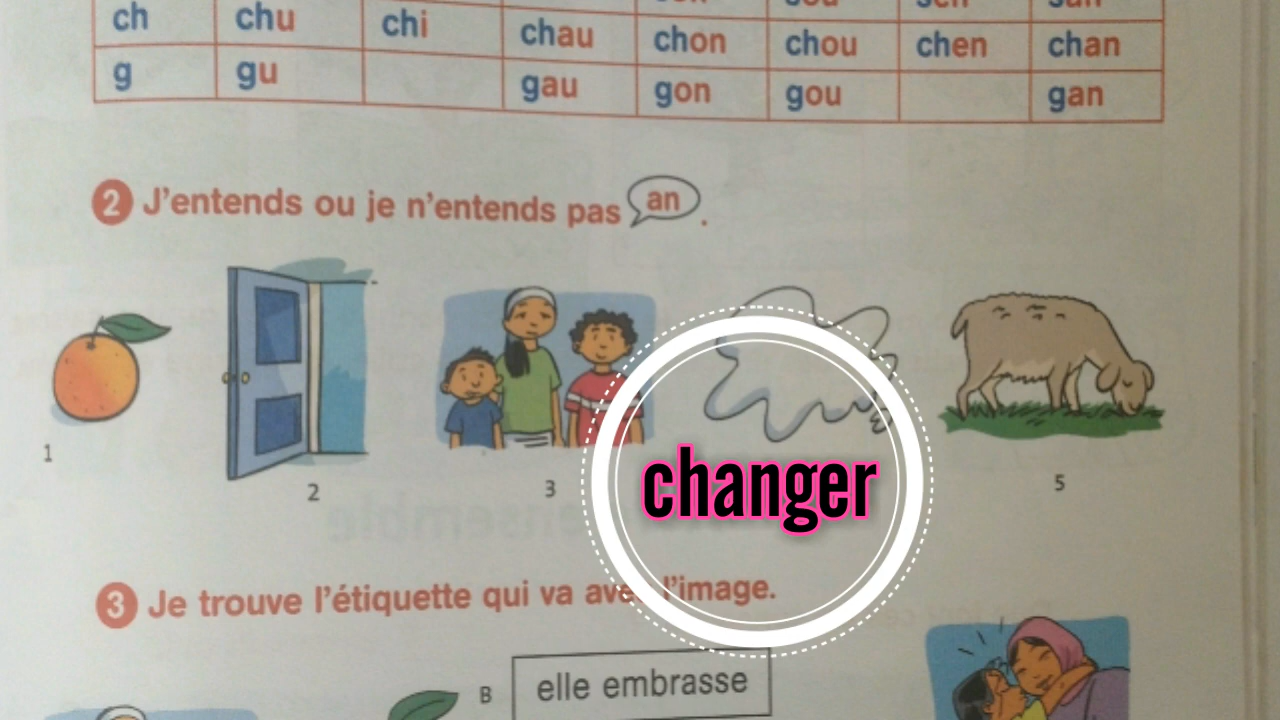 ch chu chi chau chon chou chen chan
g gu gau gon gou gan
2 J'entends ou je n'entends pas an .
1
2
3
5
changer
3 Je trouve l'étiquette qui va avec l'image.
B elle embrasse